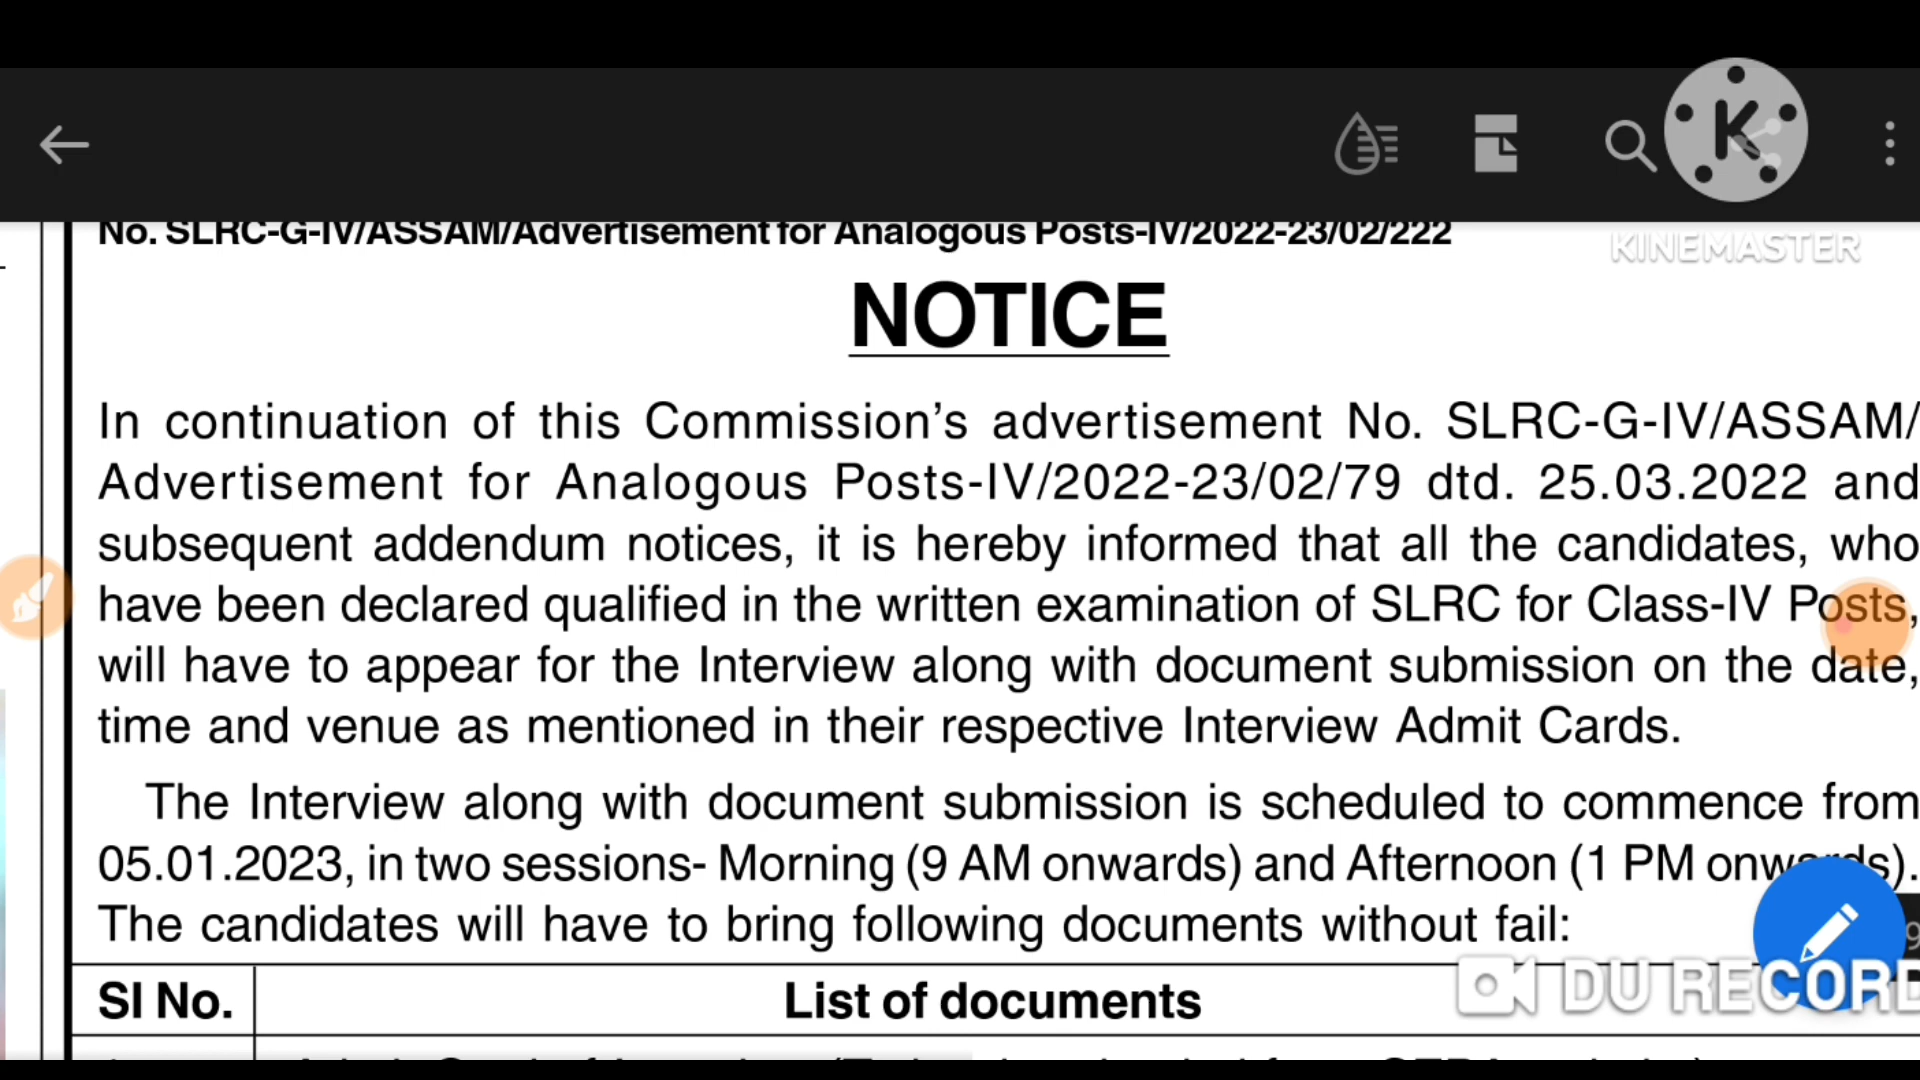 No. SLRC-G-IV/ASSAM/Advertisement for Analogous Posts-IV/2022-23/02/222
K
KINEMASTER
NOTICE
In continuation of this Commission's advertisement No. SLRC-G-IV/ASSAM/
Advertisement for Analogous Posts-IV/2022-23/02/79 dtd. 25.03.2022 and
subsequent addendum notices, it is hereby informed that all the candidates, who
have been declared qualified in the written examination of SLRC for Class-IV Posts,
will have to appear for the Interview along with document submission on the date,
time and venue as mentioned in their respective Interview Admit Cards.
The Interview along with document submission is scheduled to commence from
05.01.2023, in two sessions- Morning (9 AM onwards) and Afternoon (1 PM onwards).
The candidates will have to bring following documents without fail:
Sl No.
List of documents
DU RECORD